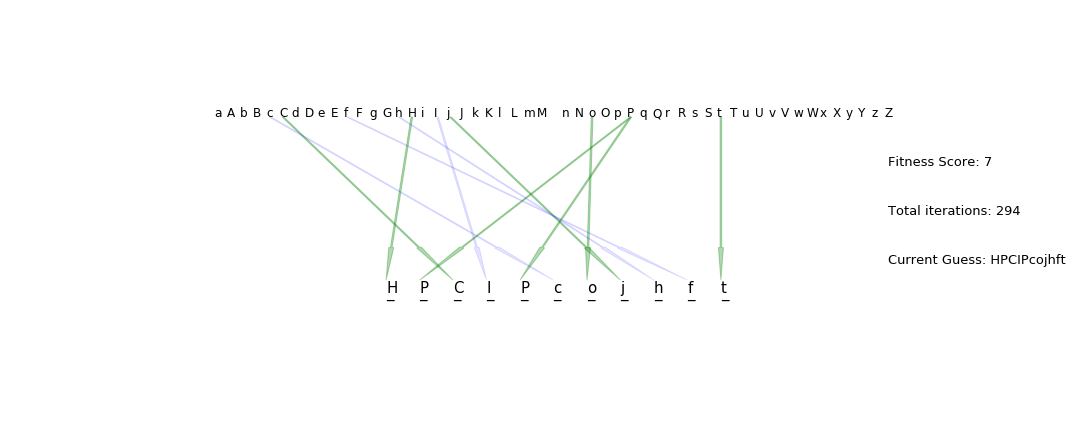 a A b B c C d D e E f F g G h H i I j J k K l L m M n N o O p P q Q r R s S t T u U v V w W x X y Y z Z
Fitness Score: 7
Total iterations: 294
Current Guess: HPCIPcojhft
H P C I P c o j h f t